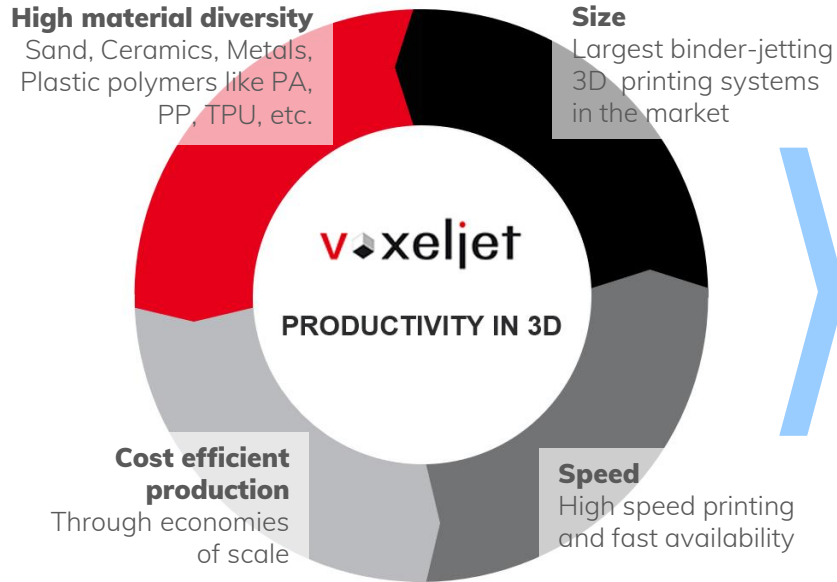 High material diversity
Sand, Ceramics, Metals,
Plastic polymers like PA,
PP, TPU, etc.
Size
Largest binder-jetting
3D printing systems
in the market
voxeljet
PRODUCTIVITY IN 3D
Cost efficient
production
Through economies
of scale
Speed
High speed printing
and fast availability